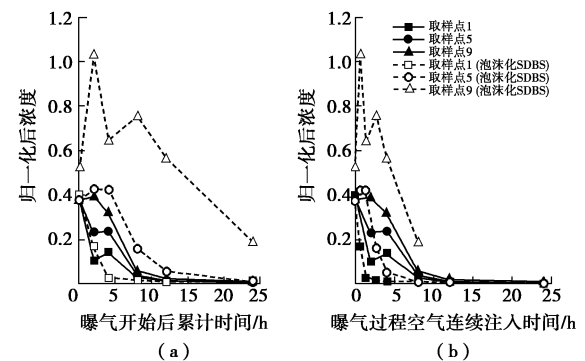 1.2
1.0
0.8
0.6
0.4
0.2
归一化后浓度
0 5 10 15 20 25
曝气开始后累计时间/h
(a)
1.2
1.0
0.8
0.6
0.4
0.2
归一化后浓度
取样点1
取样点5
取样点9
取样点1 (泡沫化SDBS)
取样点5 (泡沫化SDBS)
取样点9 (泡沫化SDBS)
0 5 10 15 20 25
曝气过程空气连续注入时间/h
(b)